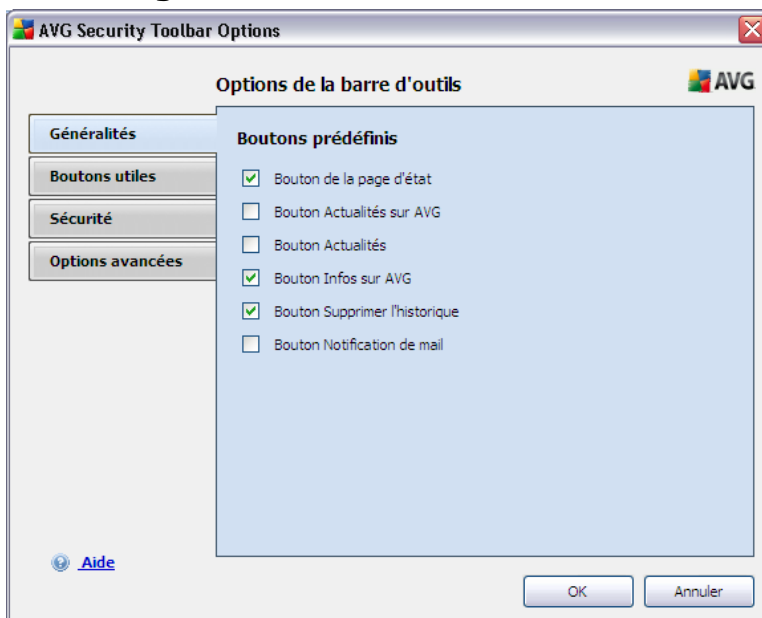 AVG Security Toolbar Options
Options de la barre d'outils
AVG
Généralités
Boutons utiles
Sécurité
Options avancées
Boutons prédéfinis
Bouton de la page d'état
Bouton Actualités sur AVG
Bouton Actualités
Bouton Infos sur AVG
Bouton Supprimer l'historique
Bouton Notification de mail
Aide
OK
Annuler